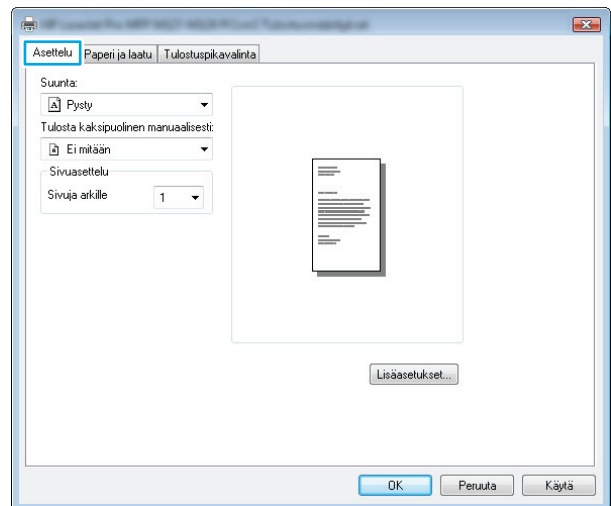 Asettelu Paperi ja laatu Tulostuspikavalinta
Suunta:
Pysty
Tulosta kaksipuolinen manuaalisesti:
Ei mitään
Sivuasettelu
Sivuja arkille 1
Lisäasetukset...
OK Peruuta Käytä